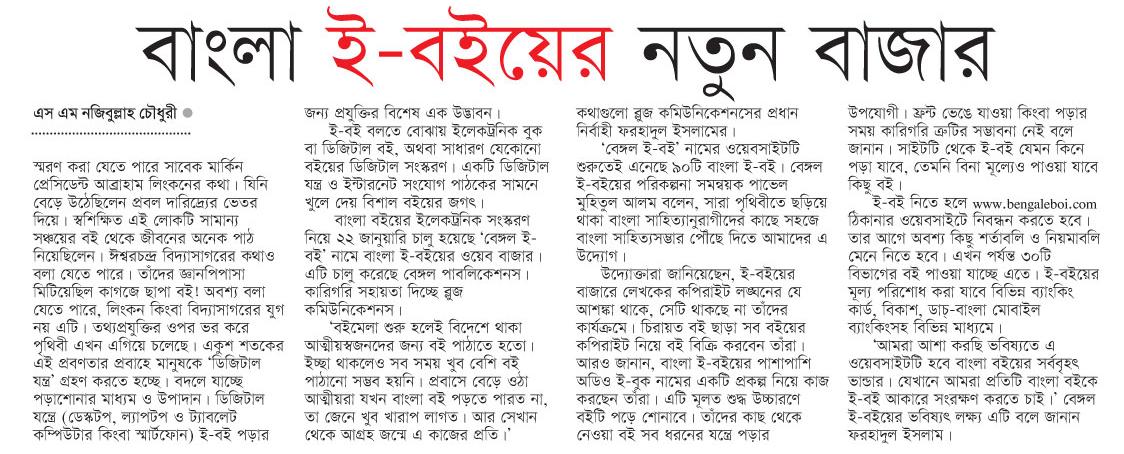 বাংলা ই-বইয়ের নতুন বাজার
এস এম নজিবুল্লাহ চৌধুরী ●
স্মরণ করা যেতে পারে সাবেক মার্কিন
প্রেসিডেন্ট আব্রাহাম লিংকনের কথা। যিনি
বেড়ে উঠেছিলেন প্রবল দারিদ্র্যের ভেতর
দিয়ে। স্বশিক্ষিত এই লোকটি সামান্য
সঞ্চয়ের বই থেকে জীবনের অনেক পাঠ
নিয়েছিলেন। ঈশ্বরচন্দ্র বিদ্যাসাগরের কথাও
বলা যেতে পারে। তাঁদের জ্ঞানপিপাসা
মিটিয়েছিল কাগজে ছাপা বই! অবশ্য বলা
যেতে পারে, লিংকন কিংবা বিদ্যাসাগরের যুগ
নয় এটি। তথ্যপ্রযুক্তির ওপর ভর করে
পৃথিবী এখন এগিয়ে চলেছে। একুশ শতকের
এই প্রবণতার প্রবাহে মানুষকে ‘ডিজিটাল
যন্ত্র’ গ্রহণ করতে হচ্ছে। বদলে যাচ্ছে
পড়াশোনার মাধ্যম ও উপাদান। ডিজিটাল
যন্ত্রে (ডেস্কটপ, ল্যাপটপ ও ট্যাবলেট
কম্পিউটার কিংবা স্মার্টফোন) ই-বই পড়ার
জন্য প্রযুক্তির বিশেষ এক উদ্ভাবন।
ই-বই বলতে বোঝায় ইলেকট্রনিক বুক
বা ডিজিটাল বই, অথবা সাধারণ যেকোনো
বইয়ের ডিজিটাল সংস্করণ। একটি ডিজিটাল
যন্ত্র ও ইন্টারনেট সংযোগ পাঠকের সামনে
খুলে দেয় বিশাল বইয়ের জগৎ।
বাংলা বইয়ের ইলেকট্রনিক সংস্করণ
নিয়ে ২২ জানুয়ারি চালু হয়েছে ‘বেঙ্গল ই-
বই’ নামে বাংলা ই-বইয়ের ওয়েব বাজার।
এটি চালু করেছে বেঙ্গল পাবলিকেশনস।
কারিগরি সহায়তা দিচ্ছে ব্লুজ
কমিউনিকেশনস।
‘বইমেলা শুরু হলেই বিদেশে থাকা
আত্মীয়স্বজনদের জন্য বই পাঠাতে হতো।
ইচ্ছা থাকলেও সব সময় খুব বেশি বই
পাঠানো সম্ভব হয়নি। প্রবাসে বেড়ে ওঠা
আত্মীয়রা যখন বাংলা বই পড়তে পারত না,
তা জেনে খুব খারাপ লাগত। আর সেখান
থেকে আগ্রহ জন্মে এ কাজের প্রতি।’
কথাগুলো ব্লুজ কমিউনিকেশনসের প্রধান
নির্বাহী ফরহাদুল ইসলামের।
‘বেঙ্গল ই-বই’ নামের ওয়েবসাইটটি
শুরুতেই এনেছে ৯০টি বাংলা ই-বই। বেঙ্গল
ই-বইয়ের পরিকল্পনা সমন্বয়ক পাভেল
মুহিতুল আলম বলেন, সারা পৃথিবীতে ছড়িয়ে
থাকা বাংলা সাহিত্যানুরাগীদের কাছে সহজে
বাংলা সাহিত্যসম্ভার পৌঁছে দিতে আমাদের এ
উদ্যোগ।
উদ্যোক্তারা জানিয়েছেন, ই-বইয়ের
বাজারে লেখকের কপিরাইট লঙ্ঘনের যে
আশঙ্কা থাকে, সেটি থাকছে না তাঁদের
কার্যক্রমে। চিরায়ত বই ছাড়া সব বইয়ের
কপিরাইট নিয়ে বই বিক্রি করবেন তাঁরা।
আরও জানান, বাংলা ই-বইয়ের পাশাপাশি
অডিও ই-বুক নামের একটি প্রকল্প নিয়ে কাজ
করছেন তাঁরা। এটি মূলত শুদ্ধ উচ্চারণে
বইটি পড়ে শোনাবে। তাঁদের কাছ থেকে
নেওয়া বই সব ধরনের যন্ত্রে পড়ার
উপযোগী। ফ্রন্ট ভেঙে যাওয়া কিংবা পড়ার
সময় কারিগরি ত্রুটির সম্ভাবনা নেই বলে
জানান। সাইটটি থেকে ই-বই যেমন কিনে
পড়া যাবে, তেমনি বিনা মূল্যেও পাওয়া যাবে
কিছু বই।
ই-বই নিতে হলে www.bengaleboi.com
ঠিকানার ওয়েবসাইটে নিবন্ধন করতে হবে।
তার আগে অবশ্য কিছু শর্তাবলি ও নিয়মাবলি
মেনে নিতে হবে। এখন পর্যন্ত ৩০টি
বিভাগের বই পাওয়া যাচ্ছে এতে। ই-বইয়ের
মূল্য পরিশোধ করা যাবে বিভিন্ন ব্যাংকিং
কার্ড, বিকাশ, ডাচ্-বাংলা মোবাইল
ব্যাংকিংসহ বিভিন্ন মাধ্যমে।
‘আমরা আশা করছি ভবিষ্যতে এ
ওয়েবসাইটটি হবে বাংলা বইয়ের সর্ববৃহৎ
ভান্ডার। যেখানে আমরা প্রতিটি বাংলা বইকে
ই-বই আকারে সংরক্ষণ করতে চাই।’ বেঙ্গল
ই-বইয়ের ভবিষ্যৎ লক্ষ্য এটি বলে জানান
ফরহাদুল ইসলাম।